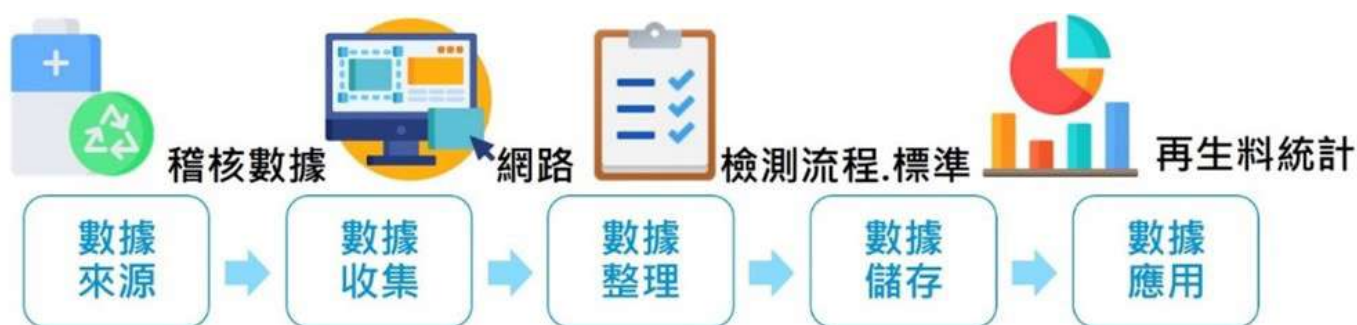 稽核數據
網路
檢測流程.標準
再生料統計
數據
來源
數據
收集
數據
整理
數據
儲存
數據
應用